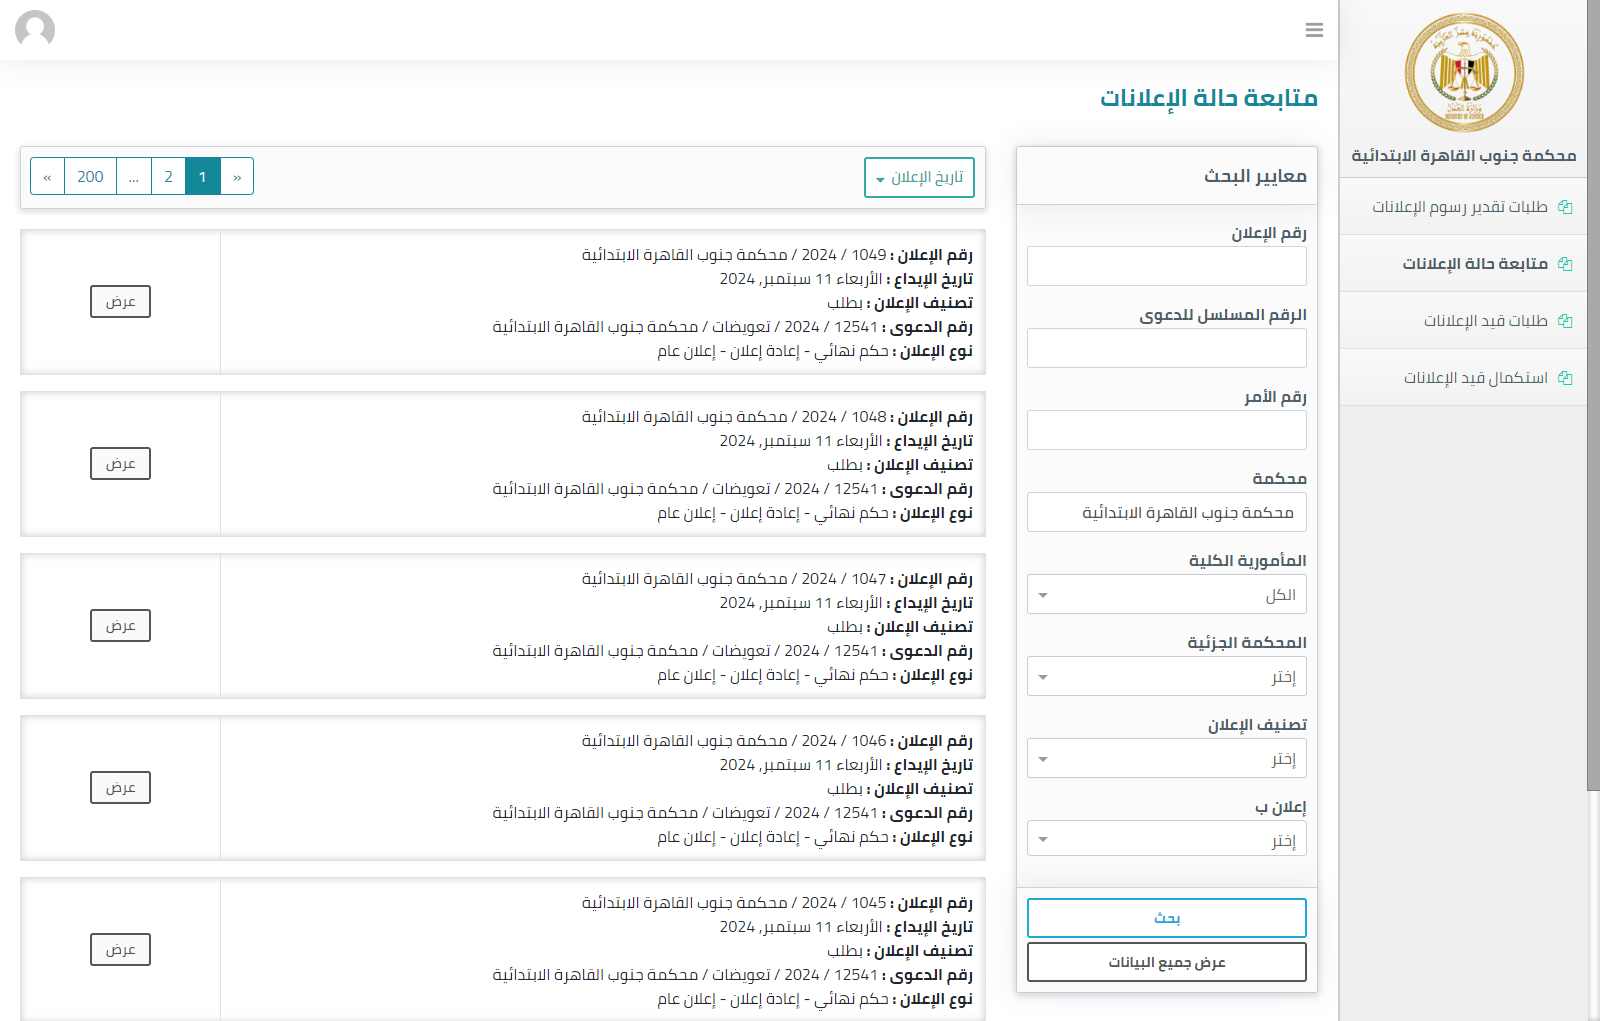 جمهورية مصر العربية
وزارة العدل
MINISTRY OF JUSTICE
محكمة جنوب القاهرة الابتدائية
طلبات تقدير رسوم الإعلانات
متابعة حالة الإعلانات
طلبات قيد الإعلانات
استكمال قيد الإعلانات
متابعة حالة الإعلانات
معايير البحث
رقم الإعلان
الرقم المسلسل للدعوى
رقم الأمر
محكمة
محكمة جنوب القاهرة الابتدائية
المأمورية الكلية
الكل
المحكمة الجزئية
إختر
تصنيف الإعلان
إختر
إعلان ب
إختر
بحث
عرض جميع البيانات
تاريخ الإعلان
« 1 2 ... 200 »
رقم الإعلان : 1049 / 2024 / محكمة جنوب القاهرة الابتدائية
تاريخ الإيداع : الأربعاء 11 سبتمبر, 2024
تصنيف الإعلان : بطلب
رقم الدعوى : 12541 / 2024 / تعويضات / محكمة جنوب القاهرة الابتدائية
نوع الإعلان : حكم نهائي - إعادة إعلان - إعلان عام
عرض
رقم الإعلان : 1048 / 2024 / محكمة جنوب القاهرة الابتدائية
تاريخ الإيداع : الأربعاء 11 سبتمبر, 2024
تصنيف الإعلان : بطلب
رقم الدعوى : 12541 / 2024 / تعويضات / محكمة جنوب القاهرة الابتدائية
نوع الإعلان : حكم نهائي - إعادة إعلان - إعلان عام
عرض
رقم الإعلان : 1047 / 2024 / محكمة جنوب القاهرة الابتدائية
تاريخ الإيداع : الأربعاء 11 سبتمبر, 2024
تصنيف الإعلان : بطلب
رقم الدعوى : 12541 / 2024 / تعويضات / محكمة جنوب القاهرة الابتدائية
نوع الإعلان : حكم نهائي - إعادة إعلان - إعلان عام
عرض
رقم الإعلان : 1046 / 2024 / محكمة جنوب القاهرة الابتدائية
تاريخ الإيداع : الأربعاء 11 سبتمبر, 2024
تصنيف الإعلان : بطلب
رقم الدعوى : 12541 / 2024 / تعويضات / محكمة جنوب القاهرة الابتدائية
نوع الإعلان : حكم نهائي - إعادة إعلان - إعلان عام
عرض
رقم الإعلان : 1045 / 2024 / محكمة جنوب القاهرة الابتدائية
تاريخ الإيداع : الأربعاء 11 سبتمبر, 2024
تصنيف الإعلان : بطلب
رقم الدعوى : 12541 / 2024 / تعويضات / محكمة جنوب القاهرة الابتدائية
نوع الإعلان : حكم نهائي - إعادة إعلان - إعلان عام
عرض